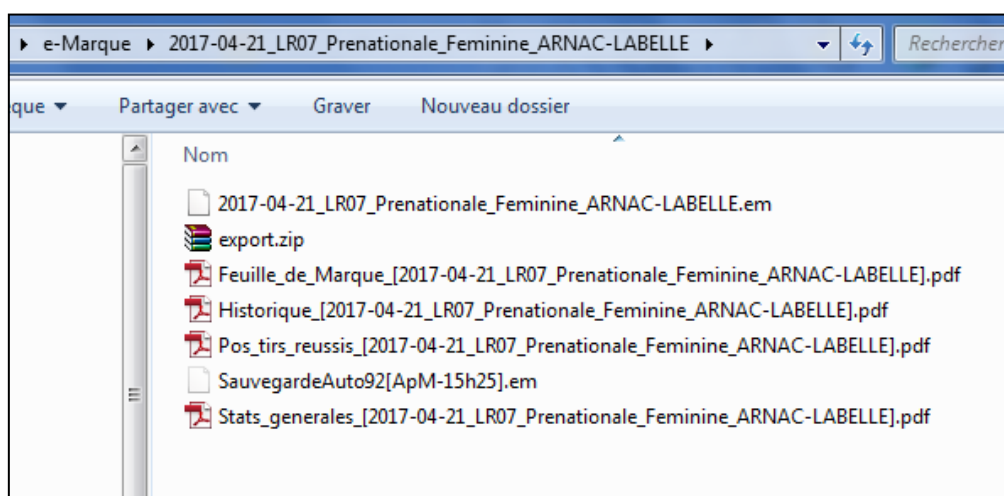 e-Marque 2017-04-21_LR07_Prenationale_Feminine_ARNAC-LABELLE Rechercher
que Partager avec Graver Nouveau dossier
Nom
2017-04-21_LR07_Prenationale_Feminine_ARNAC-LABELLE.em
export.zip
Feuille_de_Marque_[2017-04-21_LR07_Prenationale_Feminine_ARNAC-LABELLE].pdf
Historique_[2017-04-21_LR07_Prenationale_Feminine_ARNAC-LABELLE].pdf
Pos_tirs_reussis_[2017-04-21_LR07_Prenationale_Feminine_ARNAC-LABELLE].pdf
SauvegardeAuto92[ApM-15h25].em
Stats_generales_[2017-04-21_LR07_Prenationale_Feminine_ARNAC-LABELLE].pdf